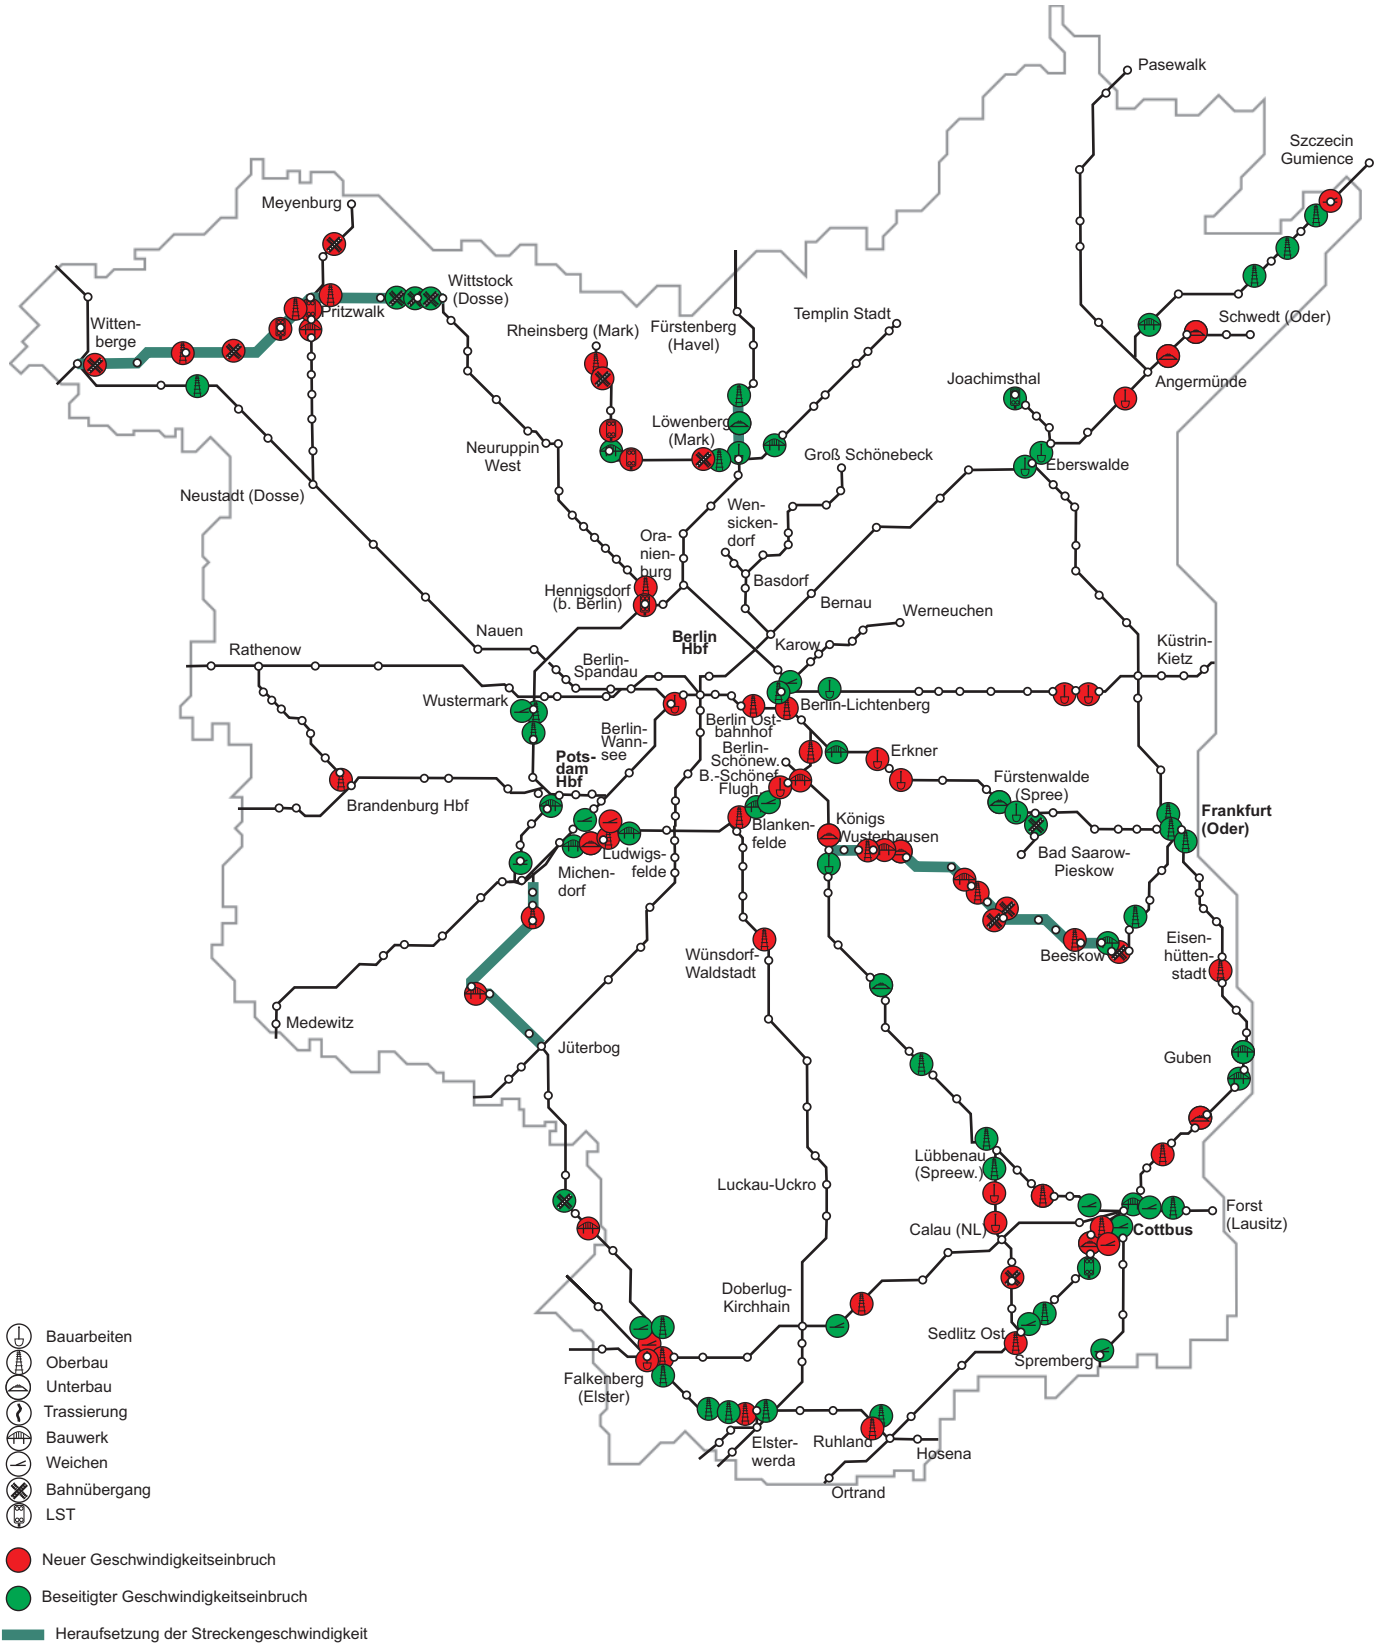 Pasewalk
Szczecin
Gumience
Meyenburg
Wittstock
(Dosse)
Pritzwalk
Witten-
berge
Rheinsberg (Mark)
Fürstenberg
(Havel)
Templin Stadt
Schwedt (Oder)
Angermünde
Joachimsthal
Löwenberg
(Mark)
Neuruppin
West
Groß Schönebeck
Eberswalde
Neustadt (Dosse)
Wen-
sicken-
dorf
Ora-
nien-
burg
Basdorf
Hennigsdorf
(b. Berlin)
Bernau
Werneuchen
Nauen
Berlin
Hbf
Karow
Küstrin-
Kietz
Rathenow
Berlin-
Spandau
Wustermark
Berlin-Lichtenberg
Berlin Ost-
bahnhof
Berlin-
Wann-
see
Berlin-
Schönew.
B.-Schönef.
Flugh.
Erkner
Pots-
dam
Hbf
Fürstenwalde
(Spree)
Brandenburg Hbf
Frankfurt
(Oder)
Blanken-
felde
Königs
Wusterhausen
Ludwigs-
felde
Michen-
dorf
Bad Saarow-
Pieskow
Wünsdorf-
Waldstadt
Beeskow
Eisen-
hütten-
stadt
Medewitz
Jüterbog
Guben
Lübbenau
(Spreew.)
Luckau-Uckro
Calau (NL)
Cottbus
Forst
(Lausitz)
Doberlug-
Kirchhain
Sedlitz Ost
Spremberg
Falkenberg
(Elster)
Elster-
werda
Ruhland
Hosena
Ortrand
Bauarbeiten
Oberbau
Unterbau
Trassierung
Bauwerk
Weichen
Bahnübergang
LST
Neuer Geschwindigkeitseinbruch
Beseitigter Geschwindigkeitseinbruch
Heraufsetzung der Streckengeschwindigkeit